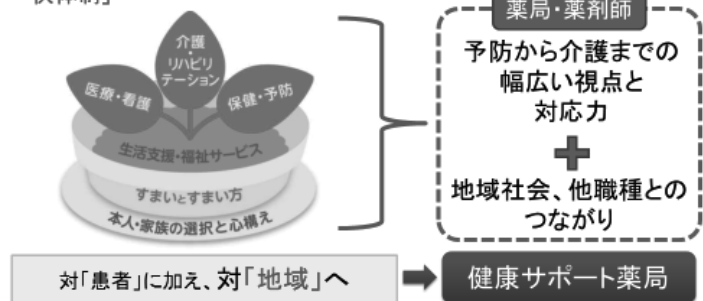 薬局・薬剤師
介護
・
リハビリ
テーション
医療・看護
保健・予防
生活支援・福祉サービス
すまいとすまい方
本人・家族の選択と心構え
予防から介護までの
幅広い視点と
対応力
+
地域社会、他職種との
つながり
対「患者」に加え、対「地域」へ
健康サポート薬局